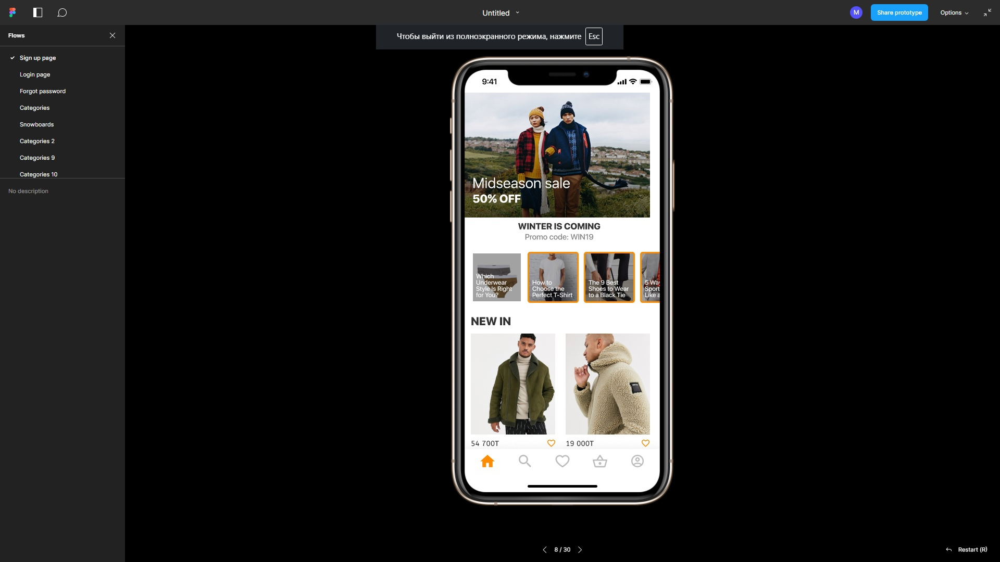 Untitled
M
Share prototype
Options
Flows
Sign up page
Login page
Forgot password
Categories
Snowboards
Categories 2
Categories 9
Categories 10
No description
Чтобы выйти из полноэкранного режима, нажмите Esc
9:41
Midseason sale
50% OFF
WINTER IS COMING
Promo code: WIN19
Which
Underwear
Style Is Right
for You?
How to
Choose the
Perfect T-Shirt
The 9 Best
Shoes to Wear
to a Black Tie
5 Wa
Sport
Like a
NEW IN
54 700T
19 000T
8 / 30
Restart (R)